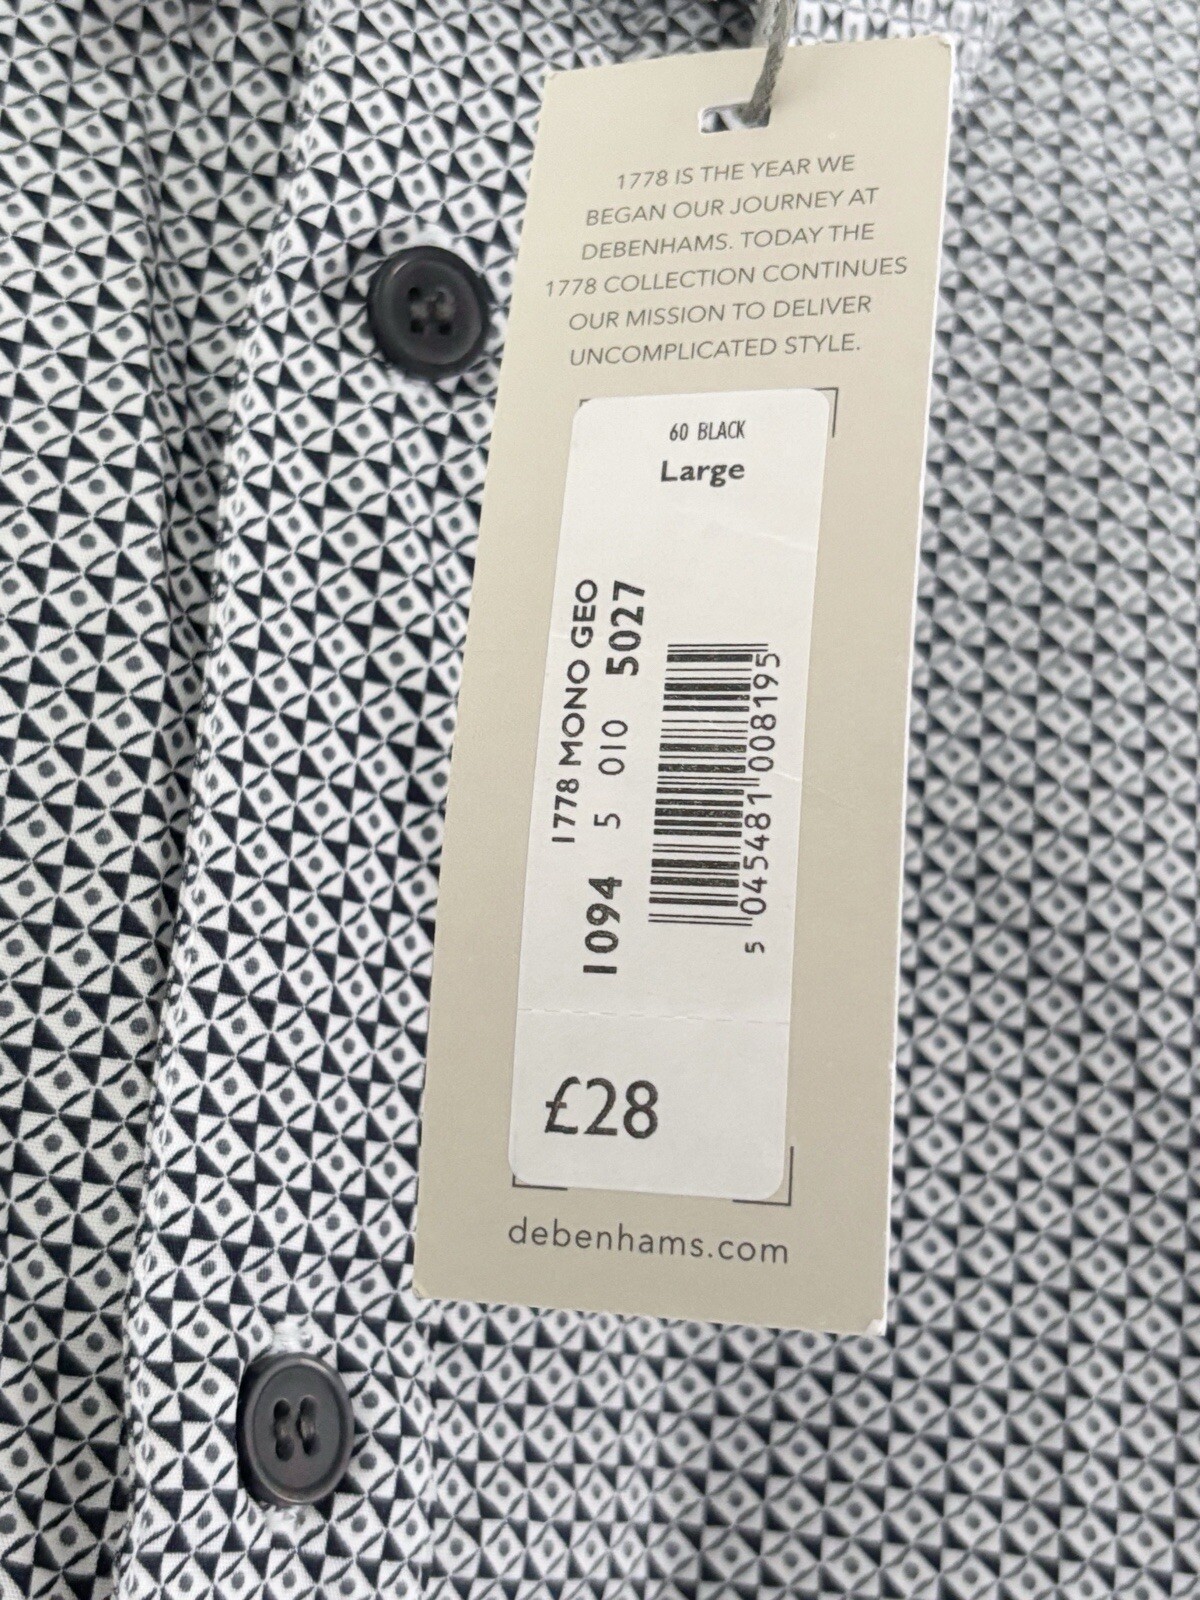 1778 IS THE YEAR WE
BEGAN OUR JOURNEY AT
DEBENHAMS. TODAY THE
1778 COLLECTION CONTINUES
OUR MISSION TO DELIVER
UNCOMPLICATED STYLE.
60 BLACK
Large
1778 MONO GEO
1094 5 010 5027
5 045481 008195
£28
debenhams.com